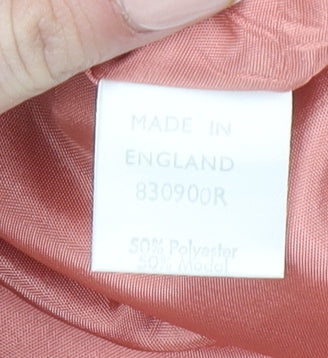 MADE IN
ENGLAND
830900R
50% Polyester
50% Modal